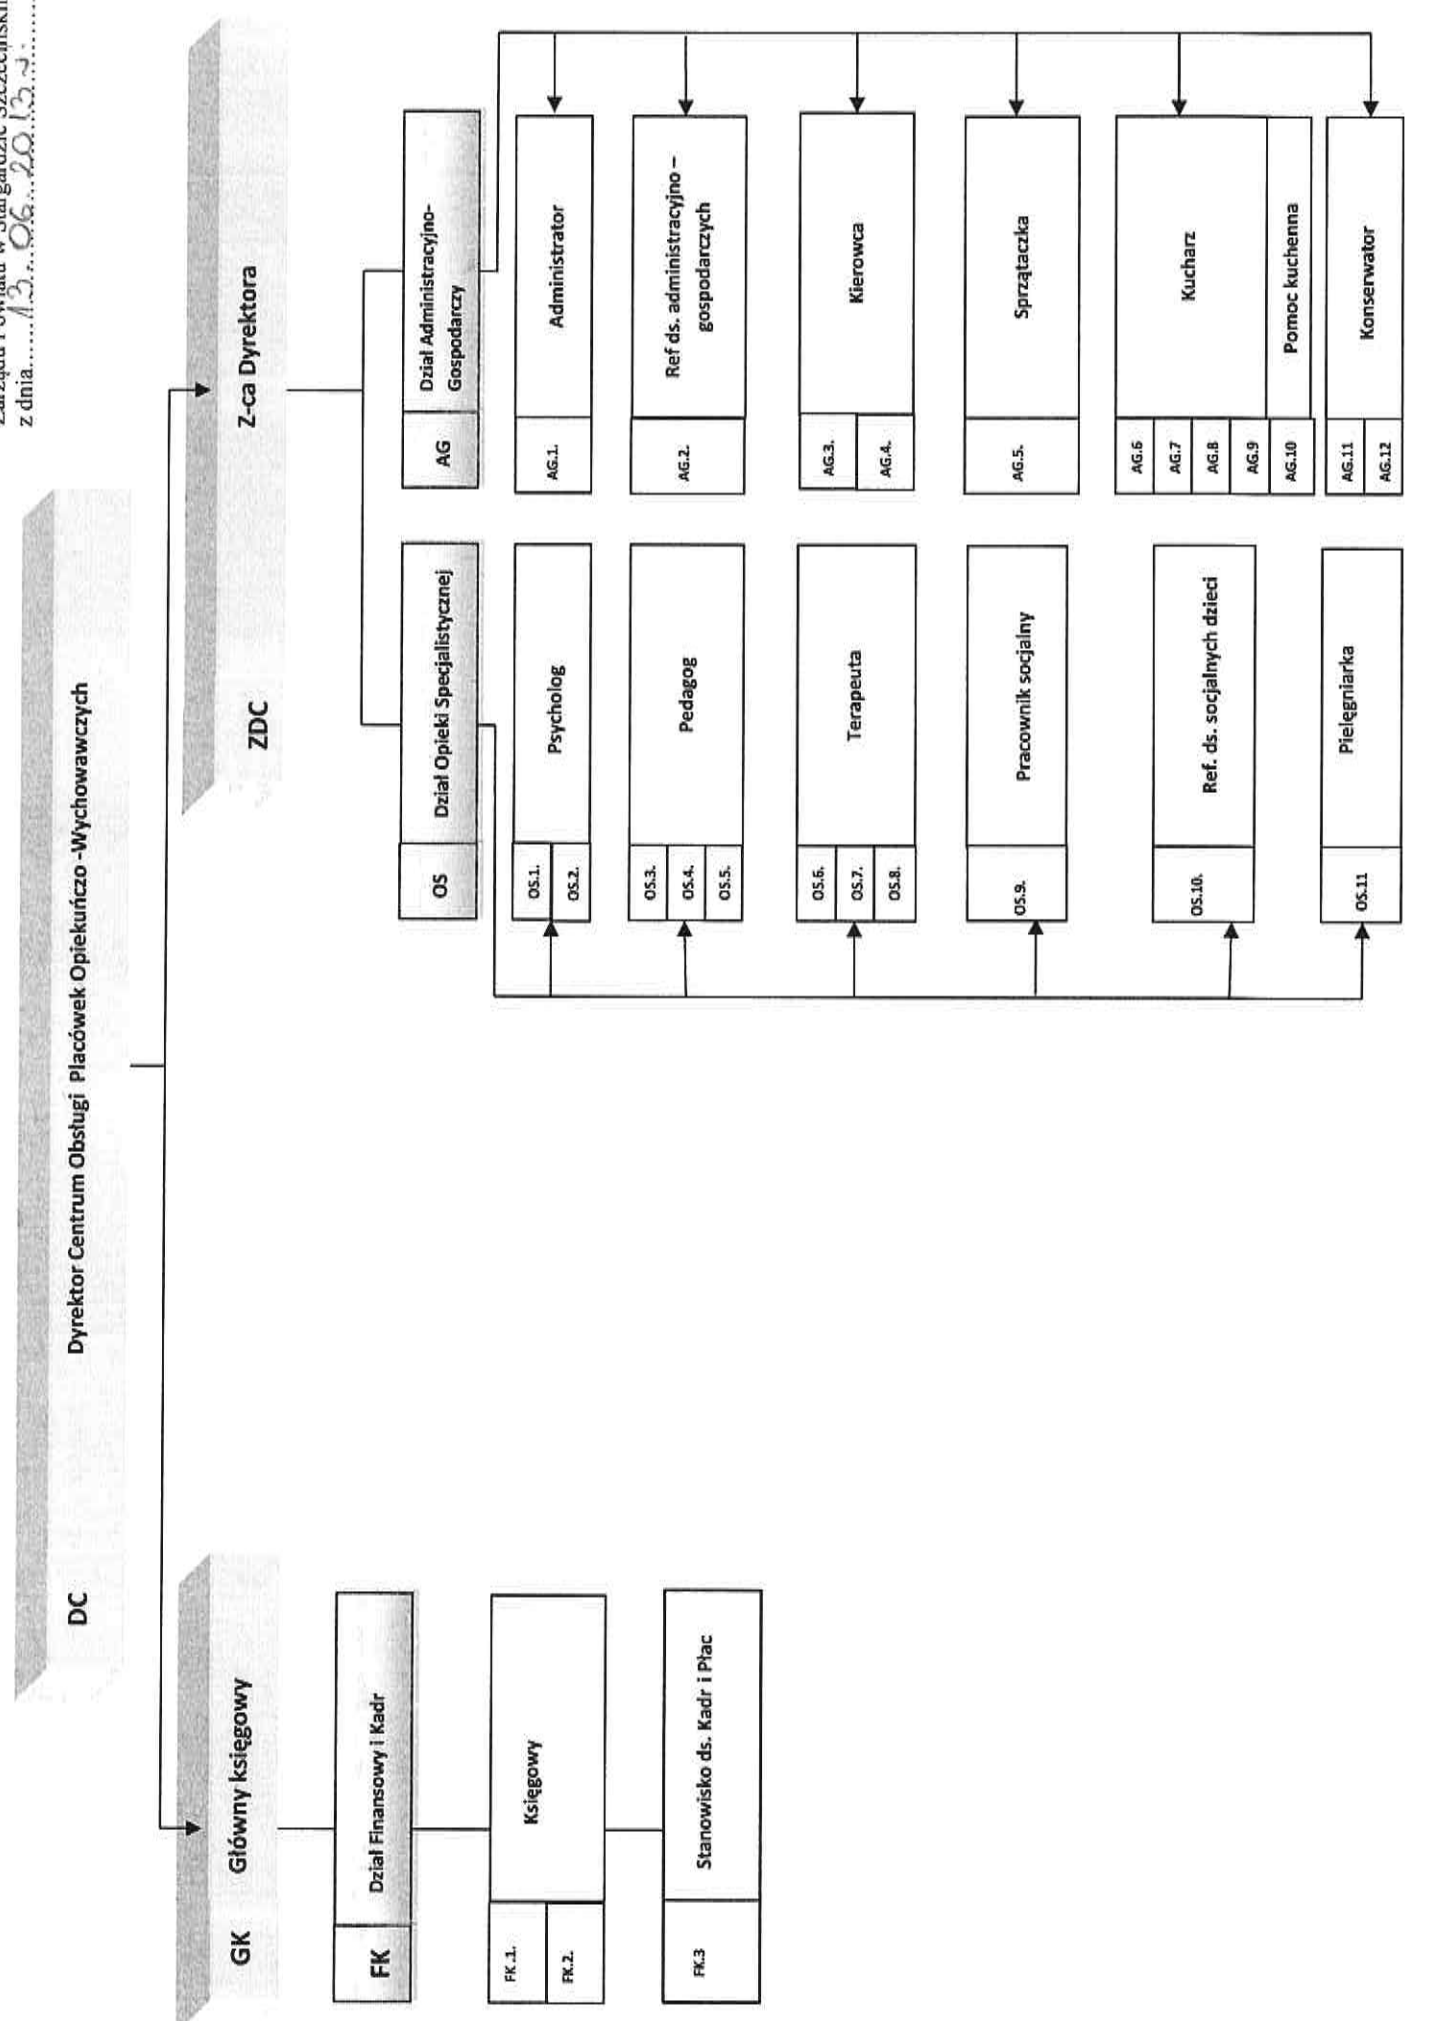 Zarządu Powiatu w Stargardzie
z dnia......13...06..2013
DC Dyrektor Centrum Obsługi Placówek Opiekuńczo -Wychowawczych
GK Główny księgowy
FK Dział Finansowy i Kadr
FK .1.
FK.2.
Księgowy
FK.3 Stanowisko ds. Kadr i Płac
ZDC Z-ca Dyrektora
OS Dział Opieki Specjalistycznej
OS.1.
OS.2.
Psycholog
OS.3.
OS.4.
OS.5.
Pedagog
OS.6.
OS.7.
OS.8.
Terapeuta
OS.9. Pracownik socjalny
OS.10. Ref. ds. socjalnych dzieci
OS.11 Pielęgniarka
AG
Dział Administracyjno-
Gospodarczy
AG.1. Administrator
AG.2.
Ref ds. administracyjno –
gospodarczych
AG.3.
AG.4.
Kierowca
AG.5. Sprzątaczka
AG.6
AG.7
AG.8
AG.9
Kucharz
AG.10 Pomoc kuchenna
AG.11
AG.12
Konserwator